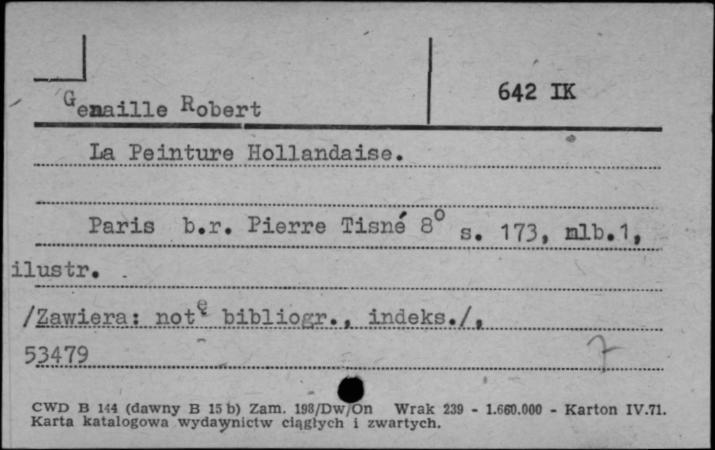 642 IK
Genaille Robert
La Peinture Hollandaise.
Paris b.r. Pierre Tisné 8° s. 173, nlb.1,
ilustr.
/Zawiera: notę bibliogr., indeks./,
53479
7
CWD B 144 (dawny B 15 b) Zam. 198/Dw/On Wrak 239 - 1.660.000 - Karton IV.71.
Karta katalogowa wydawnictw ciągłych i zwartych.